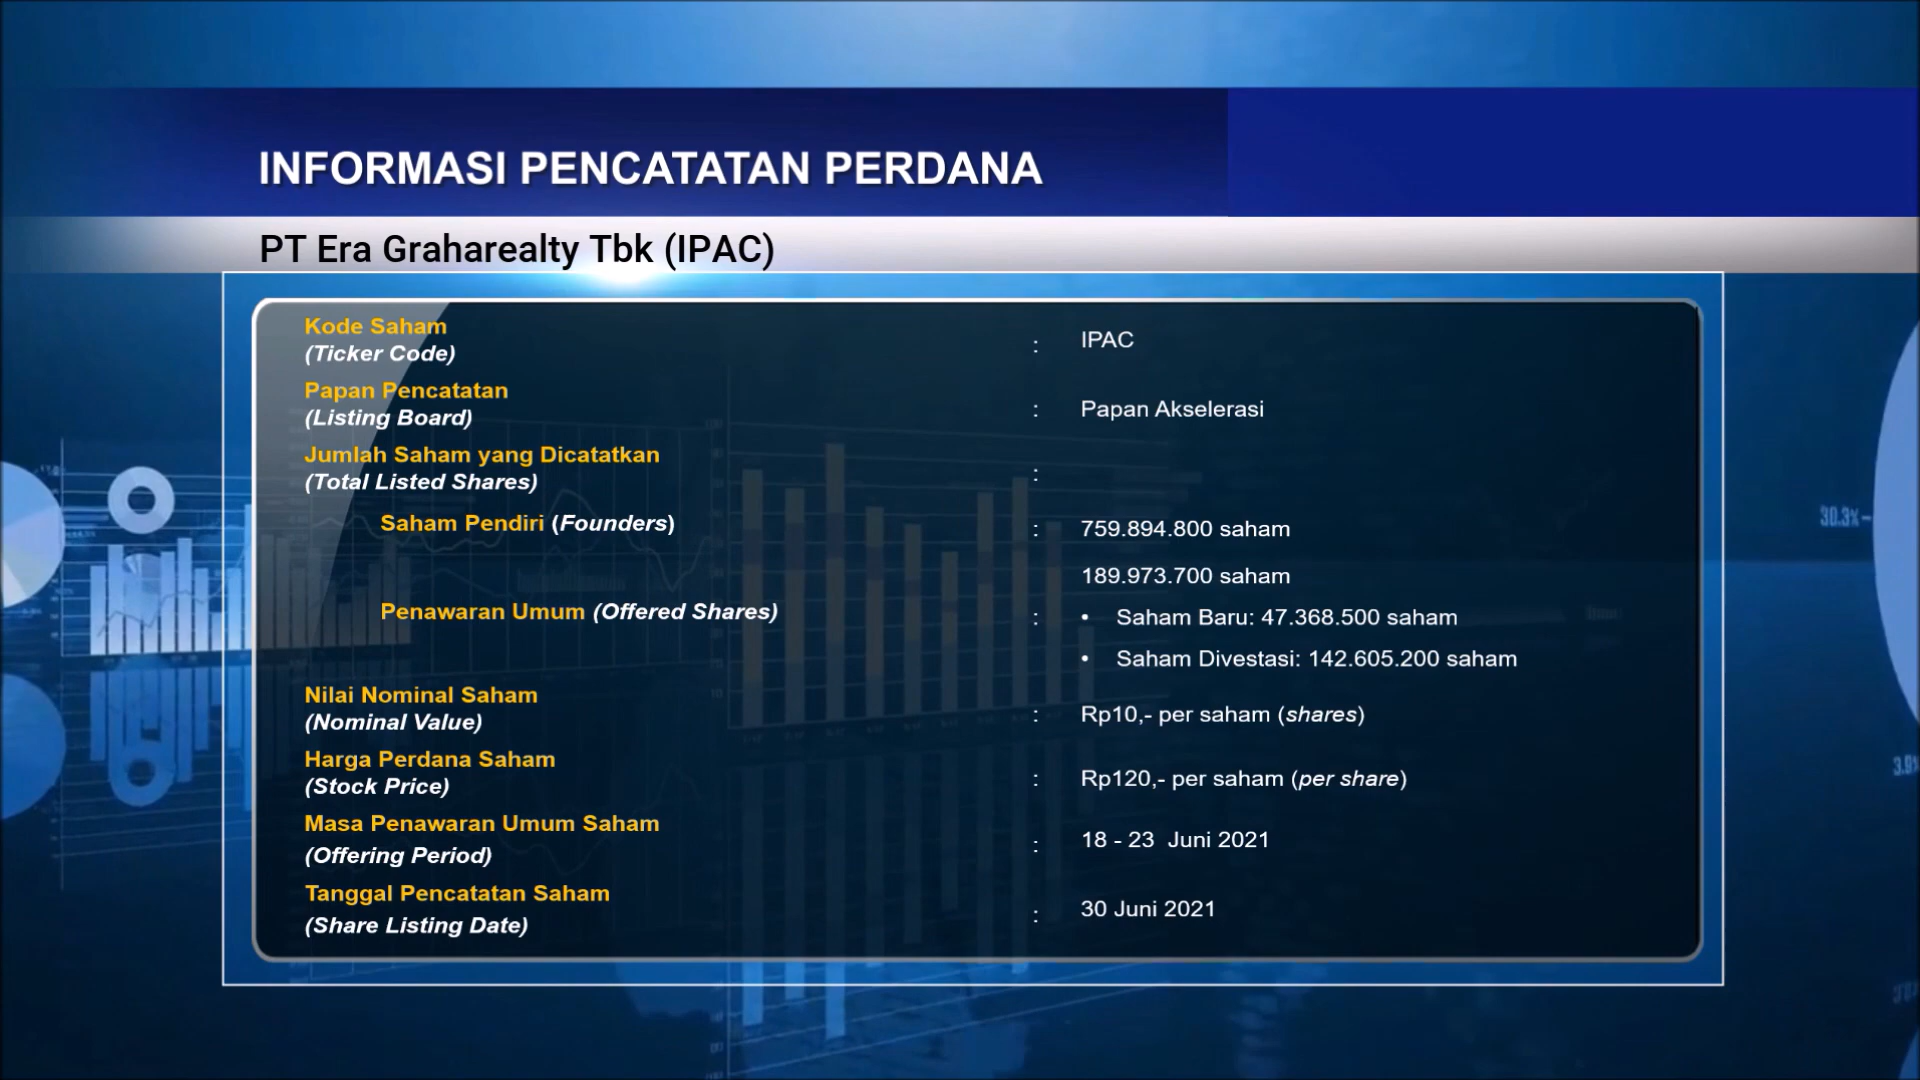 INFORMASI PENCATATAN PERDANA
PT Era Graharealty Tbk (IPAC)
Kode Saham
(Ticker Code)
: IPAC
Papan Pencatatan
(Listing Board)
: Papan Akselerasi
Jumlah Saham yang Dicatatkan
(Total Listed Shares)
:
Saham Pendiri (Founders) : 759.894.800 saham
189.973.700 saham
Penawaran Umum (Offered Shares) : • Saham Baru: 47.368.500 saham
• Saham Divestasi: 142.605.200 saham
Nilai Nominal Saham
(Nominal Value)
: Rp10,- per saham (shares)
Harga Perdana Saham
(Stock Price)
: Rp120,- per saham (per share)
Masa Penawaran Umum Saham
(Offering Period)
: 18 - 23 Juni 2021
Tanggal Pencatatan Saham
(Share Listing Date)
: 30 Juni 2021
30.3%